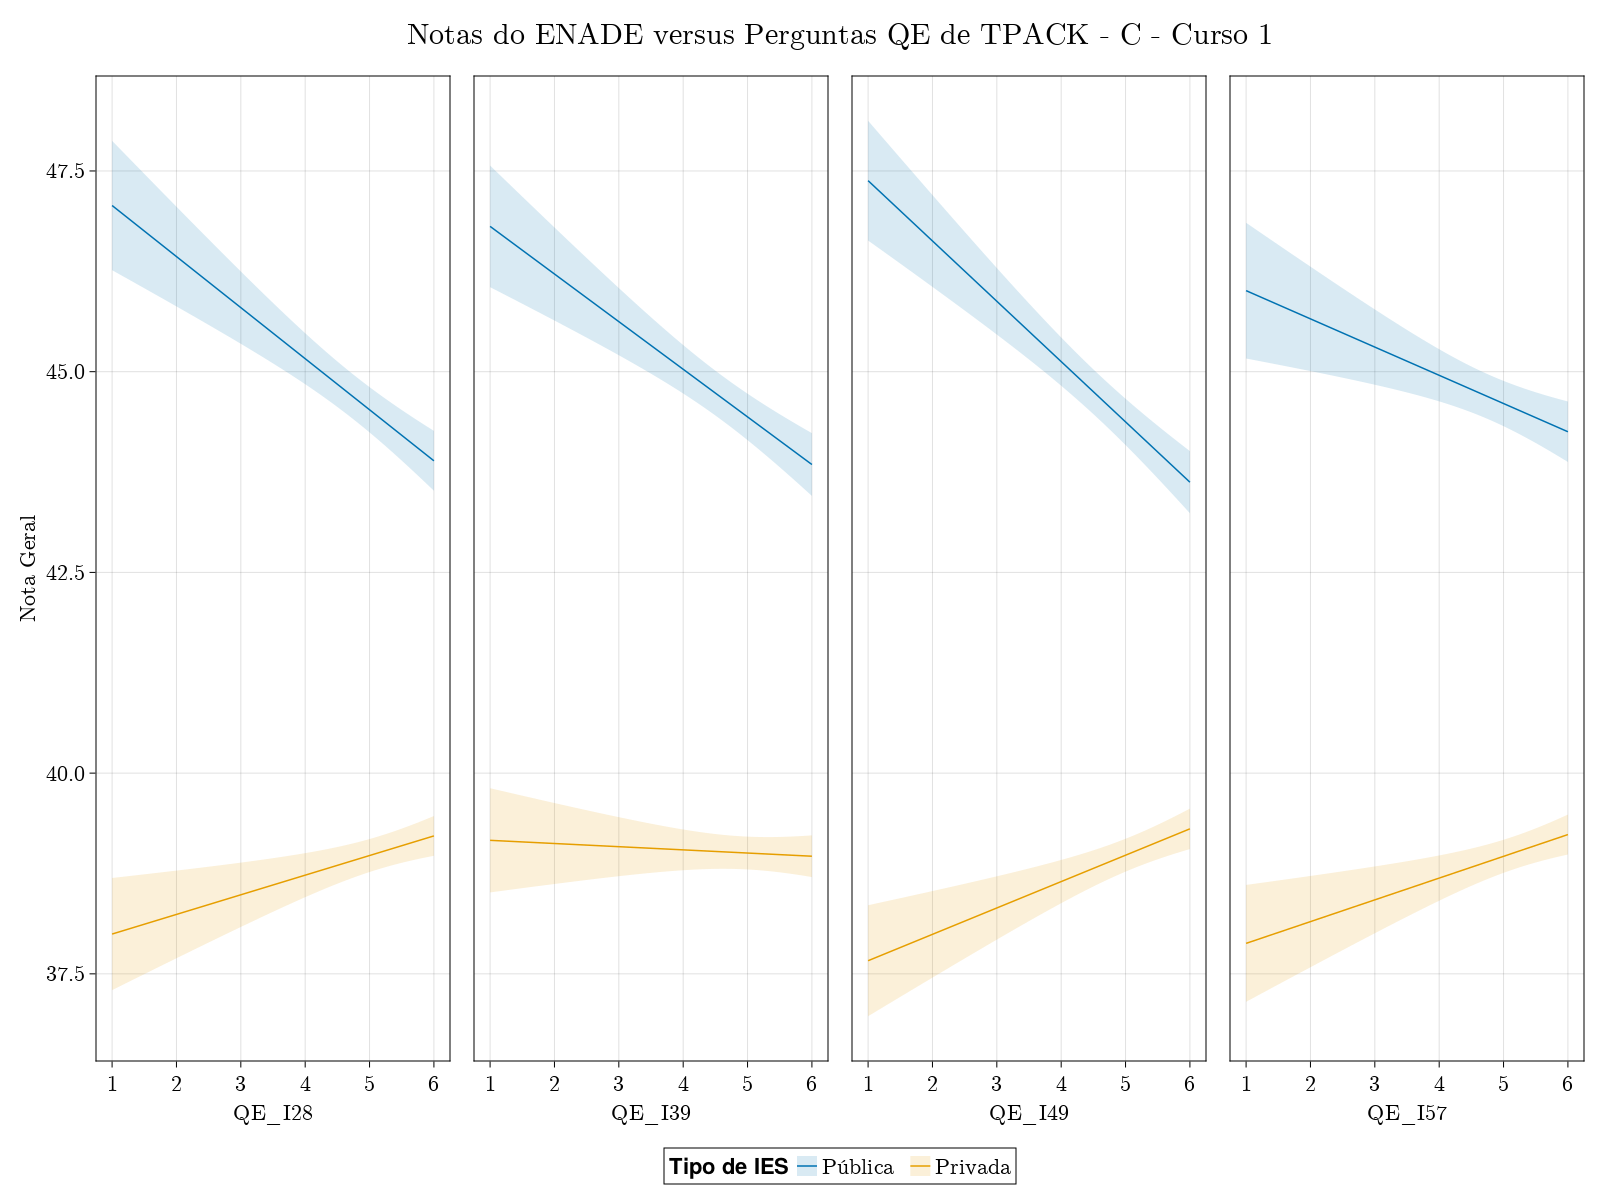 Notas do ENADE versus Perguntas QE de TPACK - C - Curso 1
Nota Geral
47.5
45.0
42.5
40.0
37.5
1 2 3 4 5 6
QE_I28
1 2 3 4 5 6
QE_I39
1 2 3 4 5 6
QE_I49
1 2 3 4 5 6
QE_I57
Tipo de IES Pública Privada